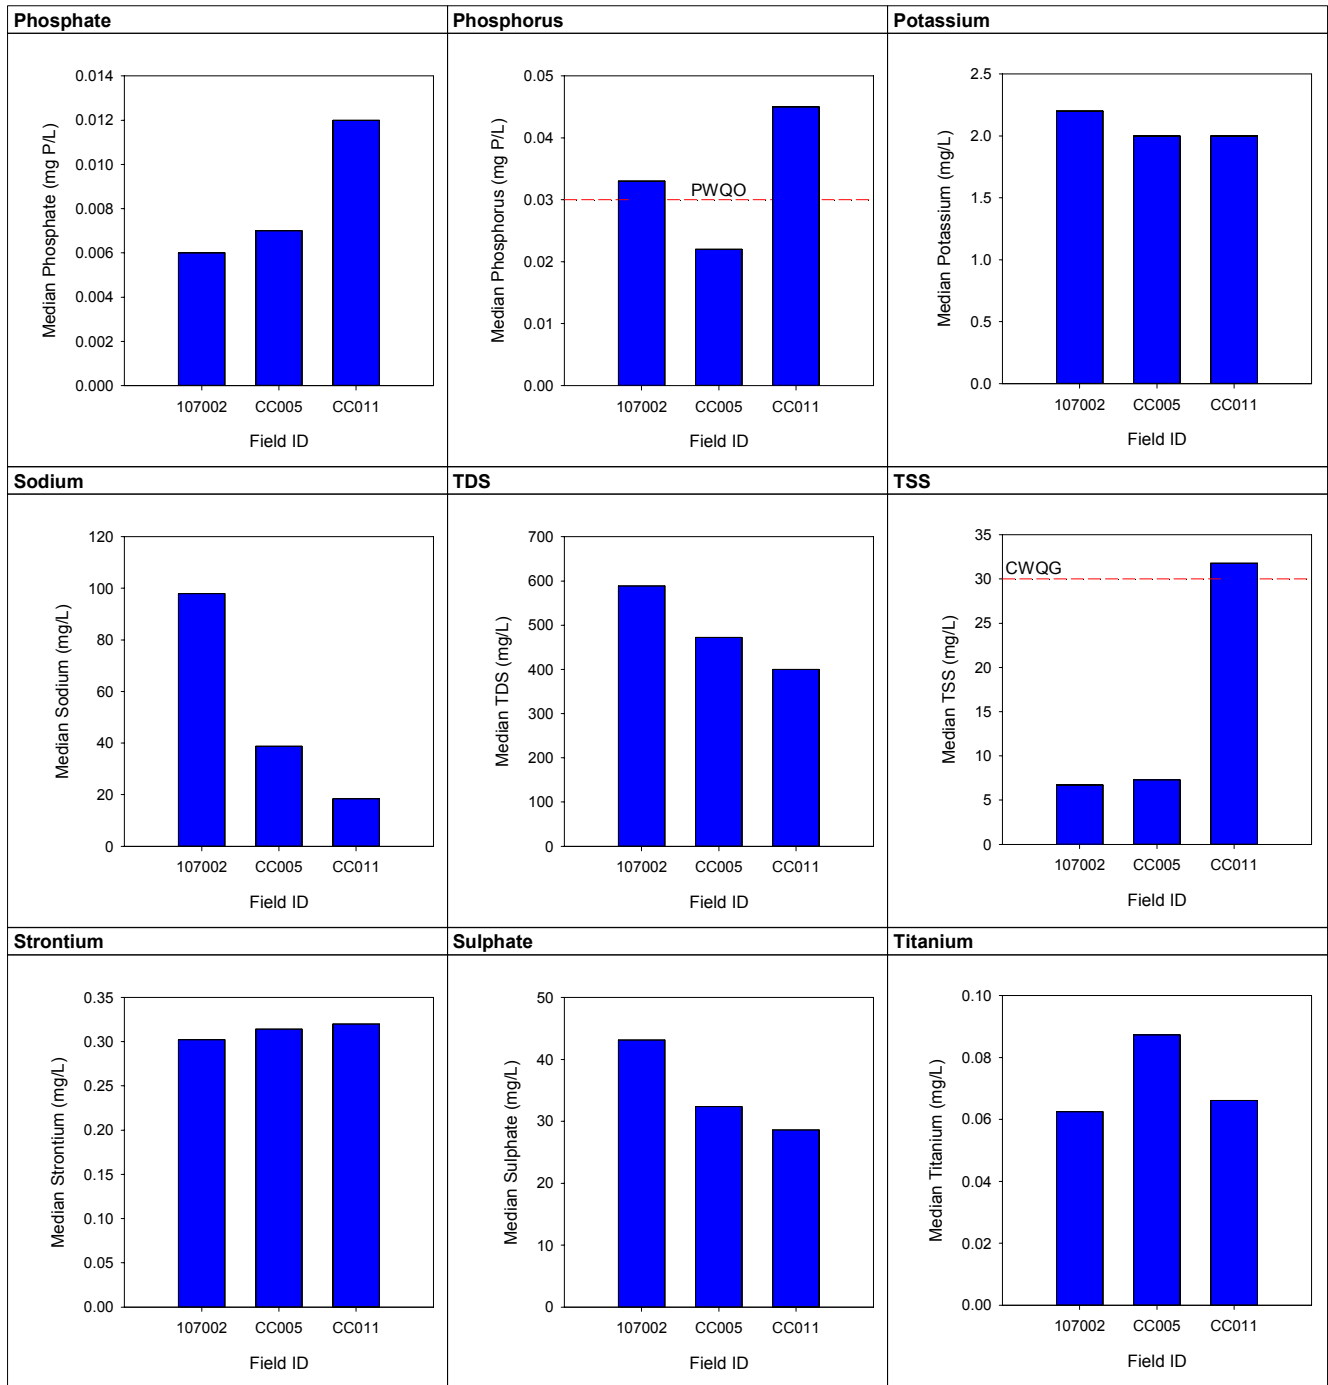 Phosphate
Phosphorus
Potassium
Median Phosphate (mg P/L)
0.014
0.012
0.010
0.008
0.006
0.004
0.002
0.000
107002 CC005 CC011
Field ID
Median Phosphorus (mg P/L)
0.05
0.04
0.03
0.02
0.01
0.00
PWQO
107002 CC005 CC011
Field ID
Median Potassium (mg/L)
2.5
2.0
1.5
1.0
0.5
0.0
107002 CC005 CC011
Field ID
Sodium
TDS
TSS
Median Sodium (mg/L)
120
100
80
60
40
20
0
107002 CC005 CC011
Field ID
Median TDS (mg/L)
700
600
500
400
300
200
100
0
107002 CC005 CC011
Field ID
Median TSS (mg/L)
35
30
25
20
15
10
5
0
CWQG
107002 CC005 CC011
Field ID
Strontium
Sulphate
Titanium
Median Strontium (mg/L)
0.35
0.30
0.25
0.20
0.15
0.10
0.05
0.00
107002 CC005 CC011
Field ID
Median Sulphate (mg/L)
50
40
30
20
10
0
107002 CC005 CC011
Field ID
Median Titanium (mg/L)
0.10
0.08
0.06
0.04
0.02
0.00
107002 CC005 CC011
Field ID